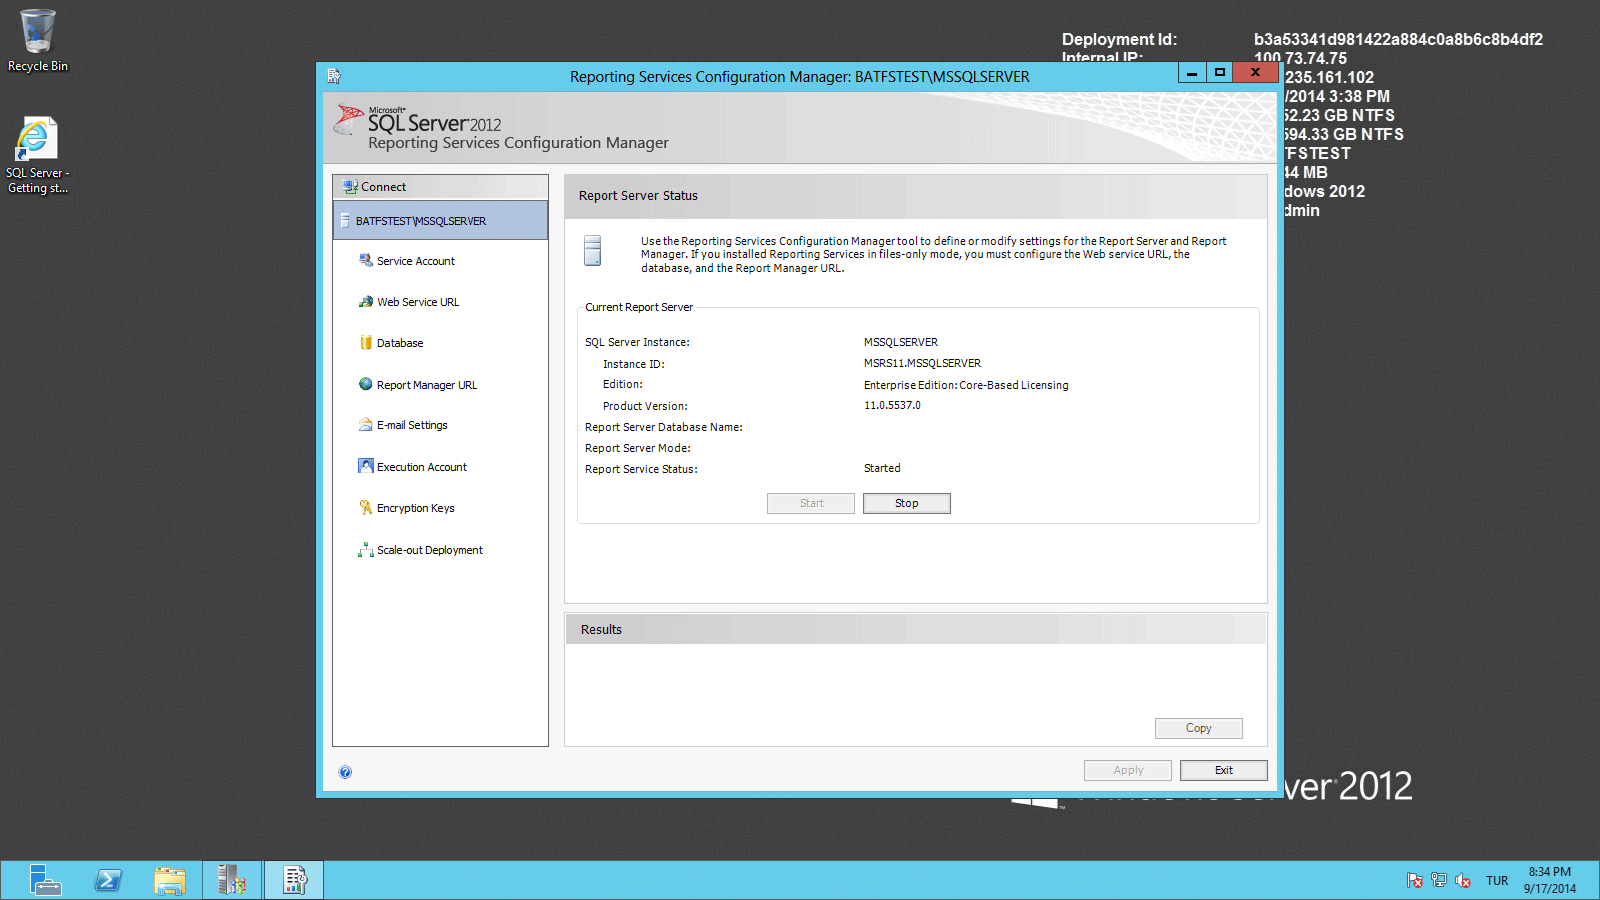 Recycle Bin
SQL Server -
Getting st...
Deployment Id: b3a53341d981422a884c0a8b6c8b4df2
Internal IP: 100.73.74.75
235.161.102
/2014 3:38 PM
2.23 GB NTFS
594.33 GB NTFS
FSTEST
44 MB
dows 2012
dmin
Reporting Services Configuration Manager: BATFSTEST\MSSQLSERVER
Microsoft®
SQL Server 2012
Reporting Services Configuration Manager
Connect
BATFSTEST\MSSQLSERVER
Service Account
Web Service URL
Database
Report Manager URL
E-mail Settings
Execution Account
Encryption Keys
Scale-out Deployment
Report Server Status
Use the Reporting Services Configuration Manager tool to define or modify settings for the Report Server and Report
Manager. If you installed Reporting Services in files-only mode, you must configure the Web service URL, the
database, and the Report Manager URL.
Current Report Server
SQL Server Instance: MSSQLSERVER
Instance ID: MSRS11.MSSQLSERVER
Edition: Enterprise Edition: Core-Based Licensing
Product Version: 11.0.5537.0
Report Server Database Name:
Report Server Mode:
Report Service Status: Started
Start Stop
Results
Copy
Apply Exit
ver 2012
TUR
8:34 PM
9/17/2014